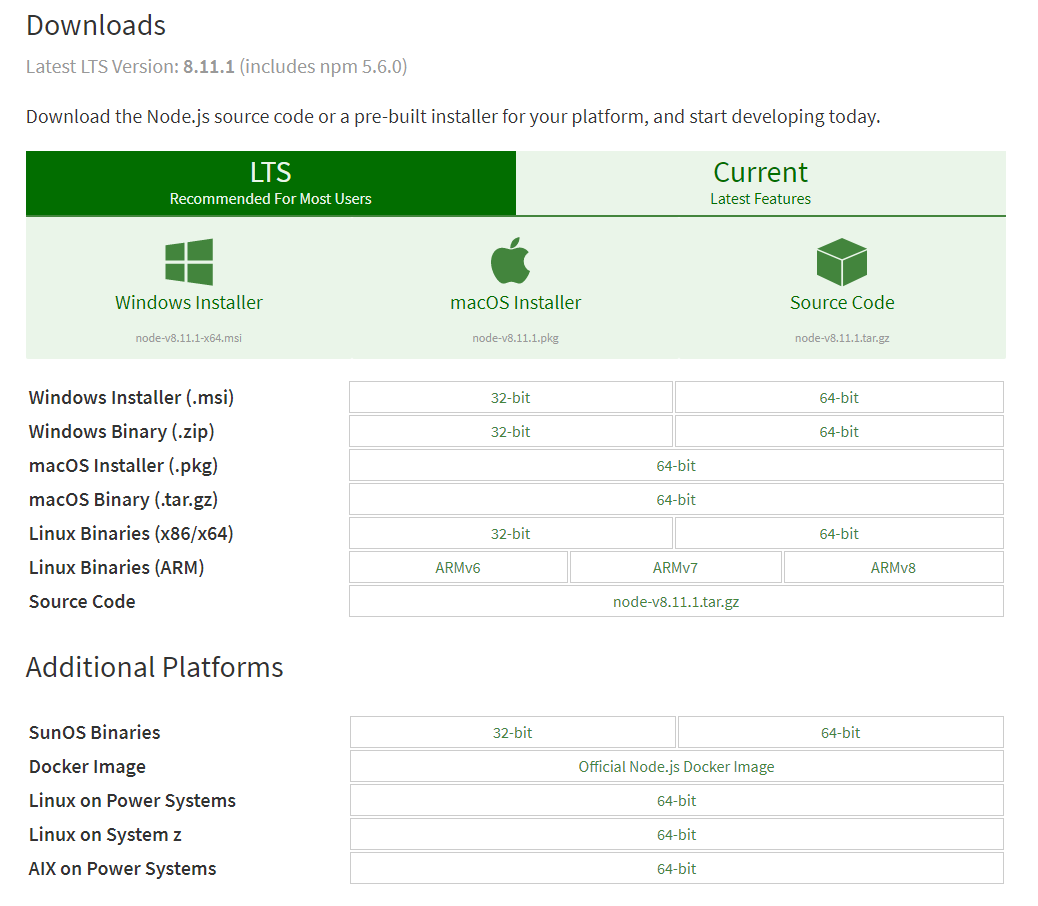 Downloads
Latest LTS Version: 8.11.1 (includes npm 5.6.0)
Download the Node.js source code or a pre-built installer for your platform, and start developing today.
LTS
Recommended For Most Users
Current
Latest Features
Windows Installer
node-v8.11.1-x64.msi
macOS Installer
node-v8.11.1.pkg
Source Code
node-v8.11.1.tar.gz
Windows Installer (.msi) 32-bit 64-bit
Windows Binary (.zip) 32-bit 64-bit
macOS Installer (.pkg) 64-bit
macOS Binary (.tar.gz) 64-bit
Linux Binaries (x86/x64) 32-bit 64-bit
Linux Binaries (ARM) ARMv6 ARMv7 ARMv8
Source Code node-v8.11.1.tar.gz
Additional Platforms
SunOS Binaries 32-bit 64-bit
Docker Image Official Node.js Docker Image
Linux on Power Systems 64-bit
Linux on System z 64-bit
AIX on Power Systems 64-bit